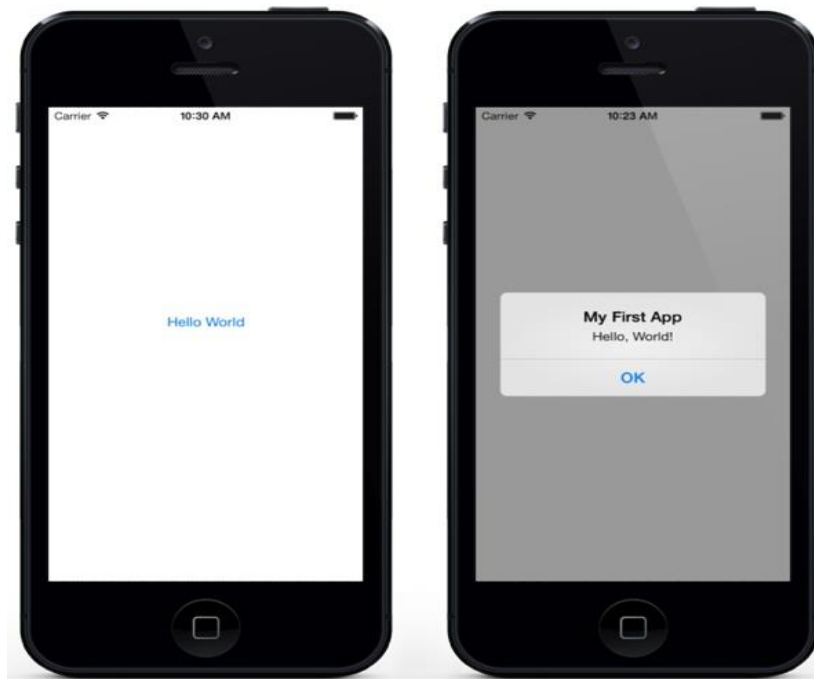 Carrier 10:30 AM
Hello World
Carrier 10:23 AM
My First App
Hello, World!
OK